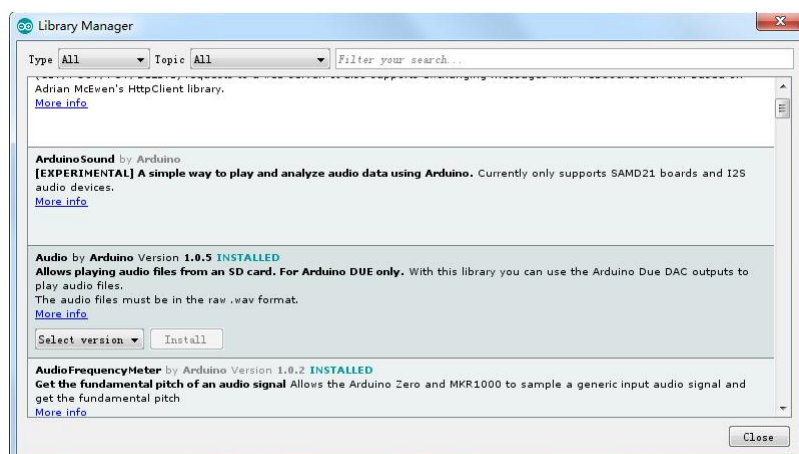 Library Manager
Type All Topic All Filter your search...
Adrian McEwen's HttpClient library.
More info
ArduinoSound by Arduino
[EXPERIMENTAL] A simple way to play and analyze audio data using Arduino. Currently only supports SAMD21 boards and I2S
audio devices.
More info
Audio by Arduino Version 1.0.5 INSTALLED
Allows playing audio files from an SD card. For Arduino DUE only. With this library you can use the Arduino Due DAC outputs to
play audio files.
The audio files must be in the raw .wav format.
More info
Select version Install
AudioFrequencyMeter by Arduino Version 1.0.2 INSTALLED
Get the fundamental pitch of an audio signal Allows the Arduino Zero and MKR1000 to sample a generic input audio signal and
get the fundamental pitch
More info
Close